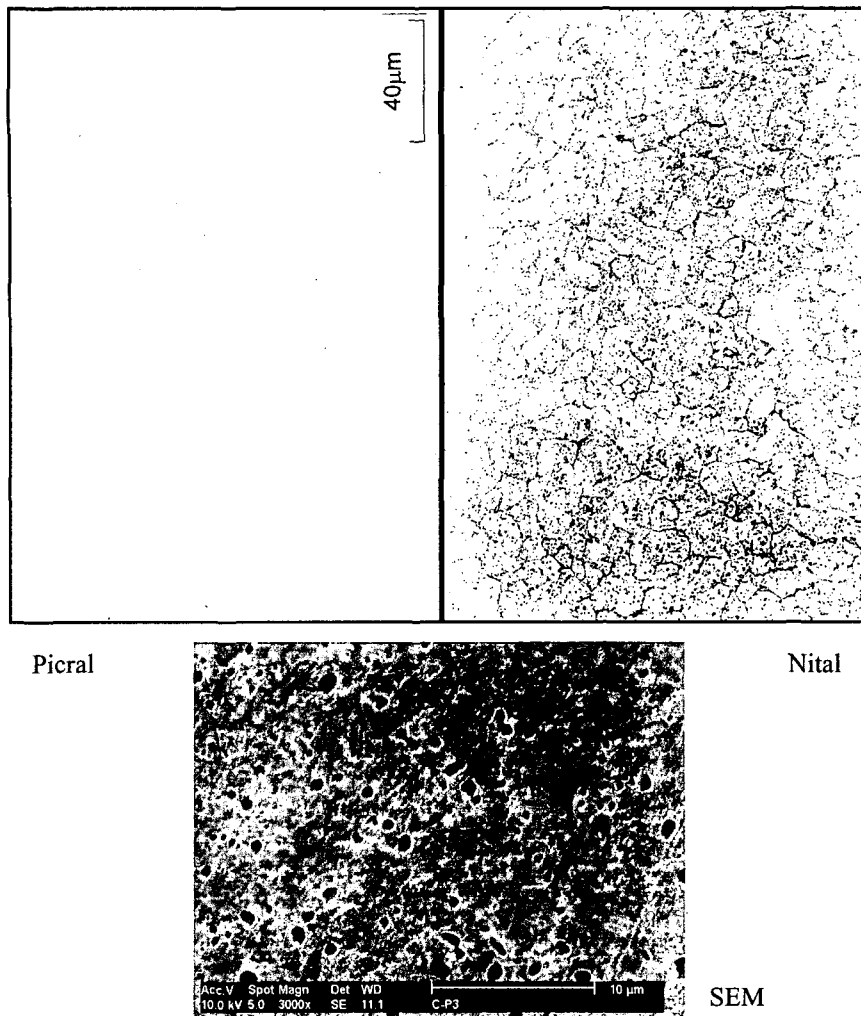 40μm
Picral
Nital
Acc.V Spot Magn Det WD 10 μm
10.0 kV 5.0 3000x SE 11.1 C-P3
SEM